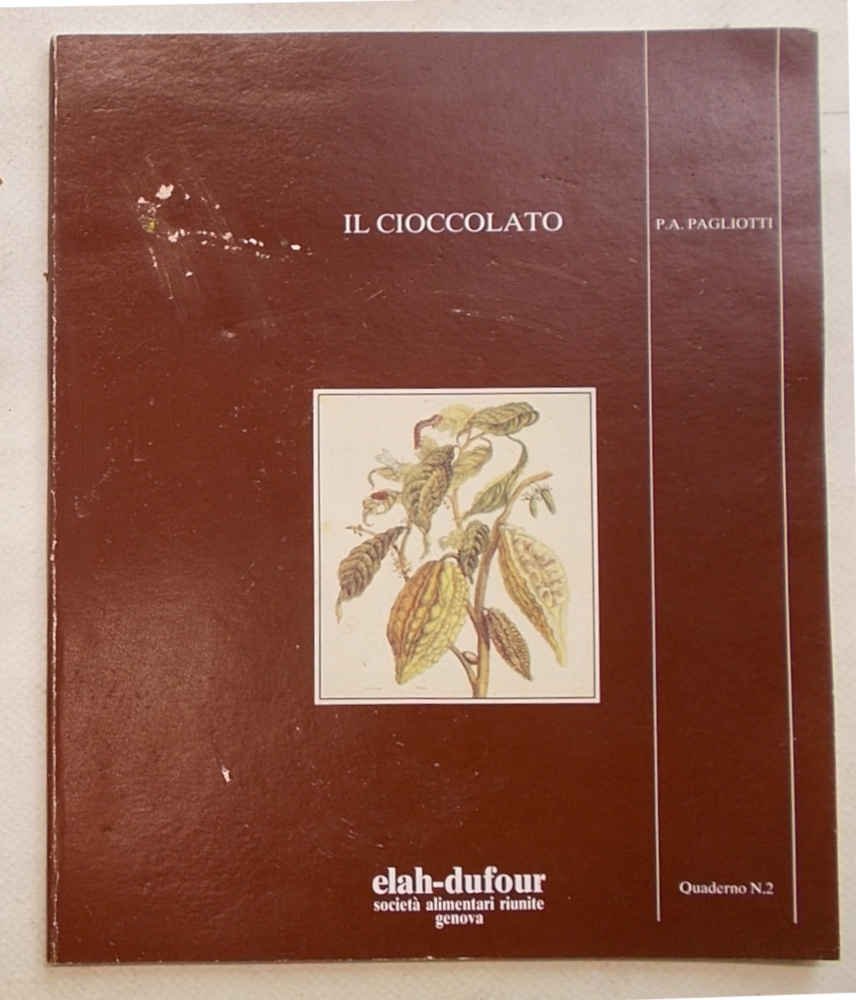 IL CIOCCOLATO
P.A. PAGLIOTTI
elah-dufour
società alimentari riunite
genova
Quaderno N.2